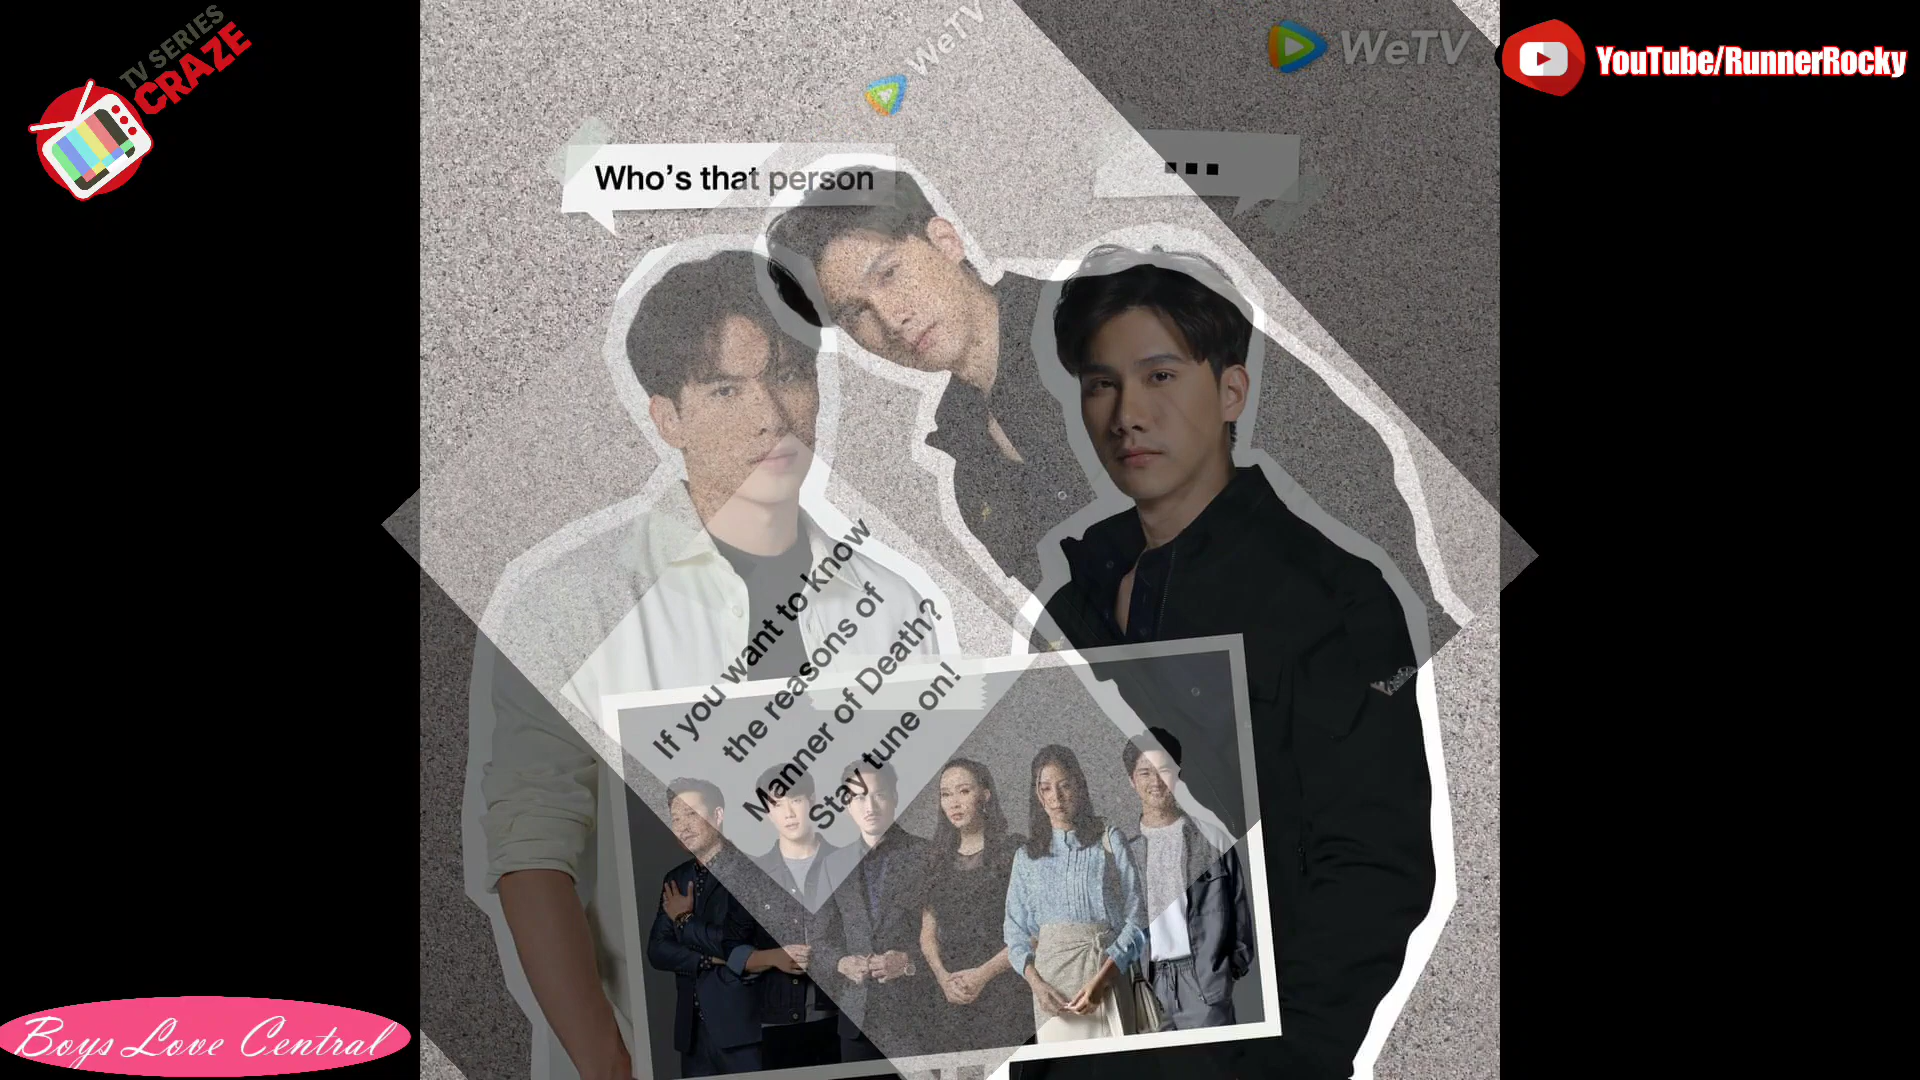 TV SERIES
CRAZE
WeTV
WeTV
YouTube/RunnerRocky
Who's that person
...
If you want to know
the reasons of
Manner of Death?
Stay tune on!
Boys Love Central